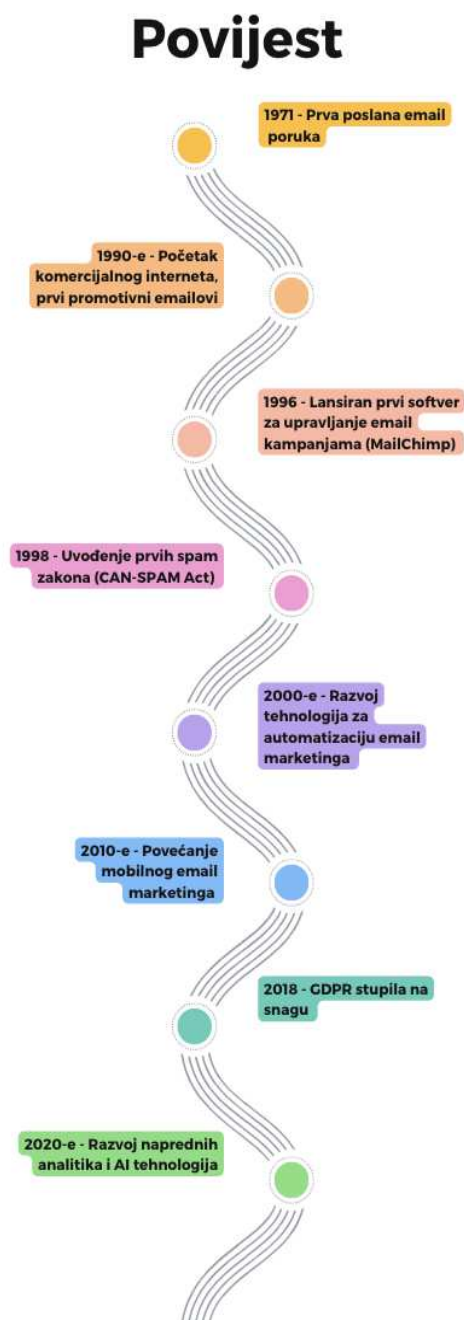 Povijest
1971 - Prva poslana email
poruka
1990-e - Početak
komercijalnog interneta,
prvi promotivni emailovi
1996 - Lansiran prvi softver
za upravljanje email
kampanjama (MailChimp)
1998 - Uvođenje prvih spam
zakona (CAN-SPAM Act)
2000-e - Razvoj
tehnologija za
automatizaciju email
marketinga
2010-e - Povećanje
mobilnog email
marketinga
2018 - GDPR stupila na
snagu
2020-e - Razvoj naprednih
analitika i AI tehnologija